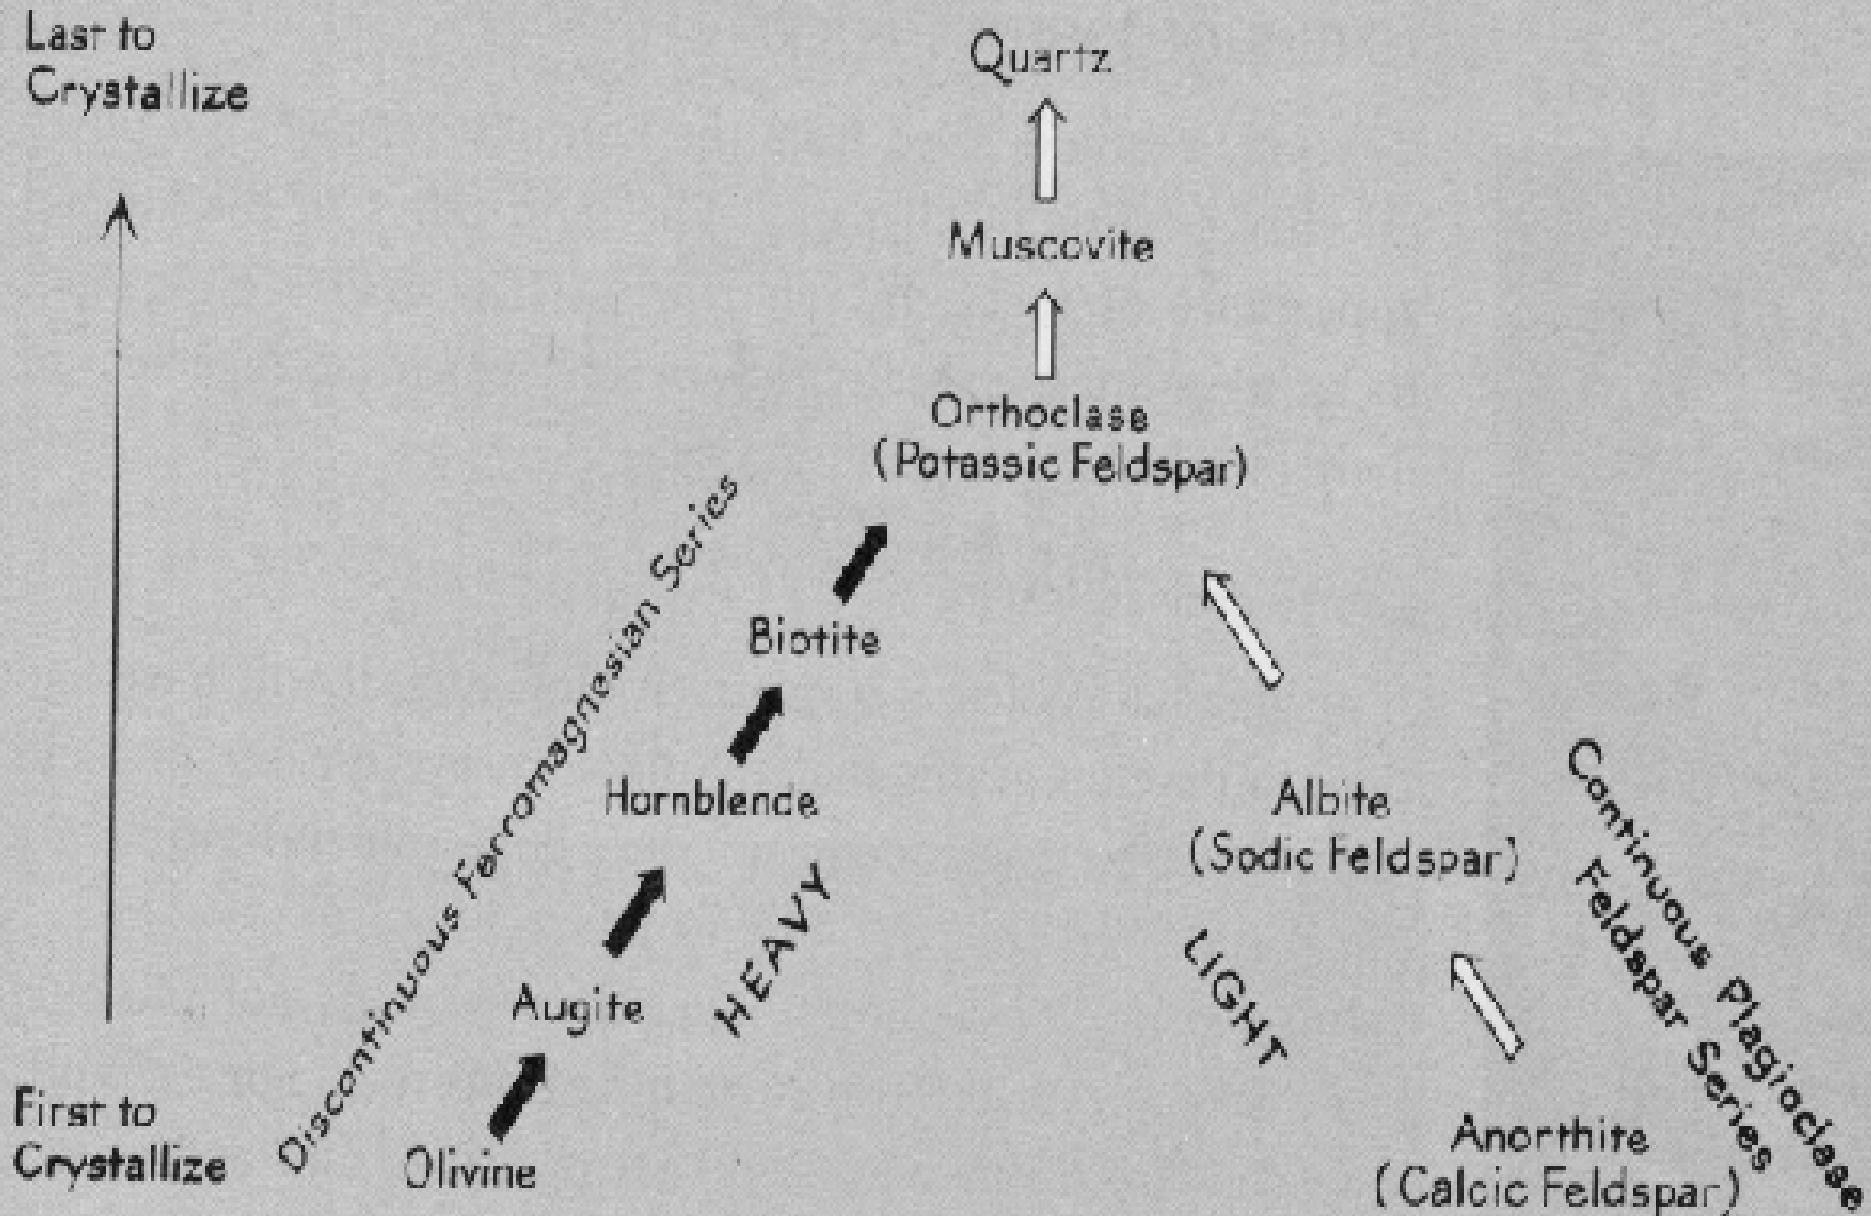 Last to
Crystallize
Quartz
Muscovite
Orthoclase
(Potassic Feldspar)
Discontinuous Ferromagnesian Series
Biotite
Hornblende
HEAVY
Augite
Olivine
Albite
(Sodic Feldspar)
LIGHT
Continuous Plagioclase
Feldspar Series
Anorthite
(Calcic Feldspar)
First to
Crystallize